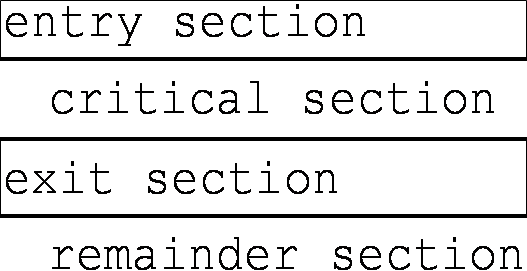 entry section
critical section
exit section
remainder section